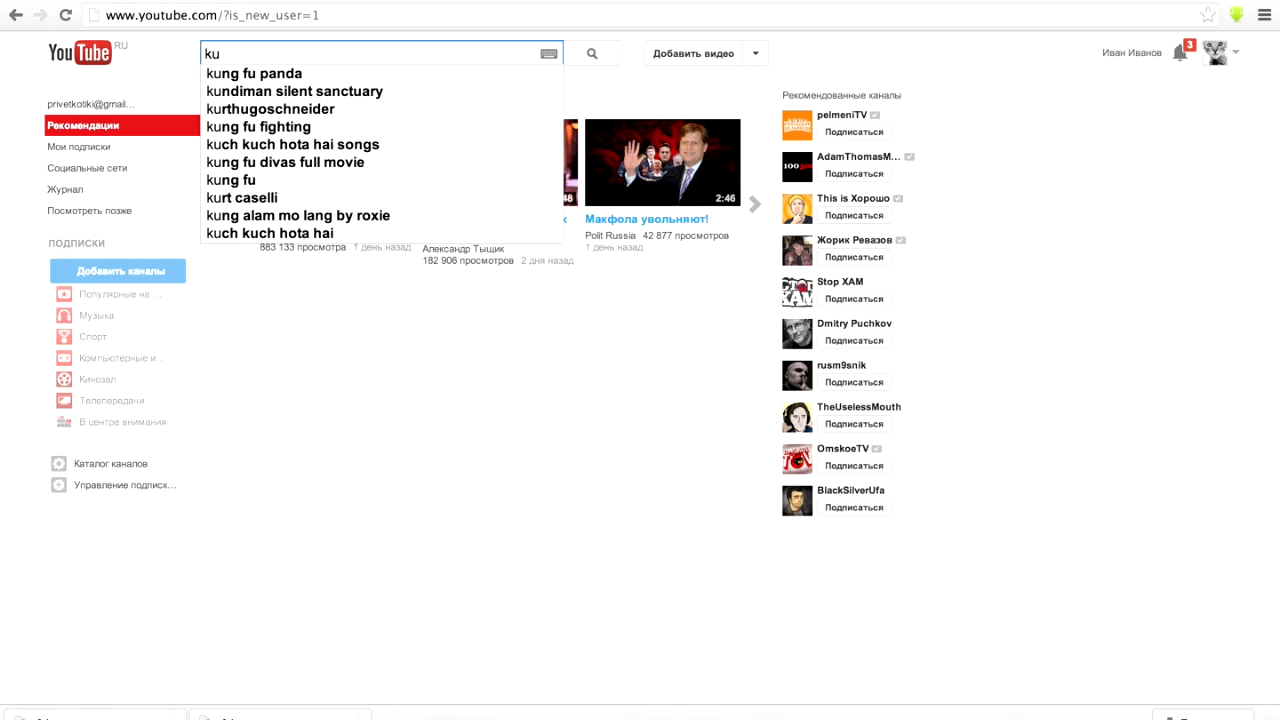 www.youtube.com/?is_new_user=1
YouTube RU
ku
Добавить видео
Иван Иванов
3
kung fu panda
kundiman silent sanctuary
kurthugoschneider
kung fu fighting
kuch kuch hota hai songs
kung fu divas full movie
kung fu
kurt caselli
kung alam mo lang by roxie
kuch kuch hota hai
privetkotiki@gmail...
Рекомендации
Мои подписки
Социальные сети
Журнал
Посмотреть позже
ПОДПИСКИ
Добавить каналы
Популярные на ...
Музыка
Спорт
Компьютерные и...
Кинозал
Телепередачи
В центре внимания
Каталог каналов
Управление подписк...
883 133 просмотра 1 день назад
Александр Тыщик
182 906 просмотров 2 дня назад
48
2:46
Макфола увольняют!
Polit Russia 42 877 просмотров
1 день назад
Рекомендованные каналы
pelmeniTV
Подписаться
AdamThomasM...
Подписаться
This is Хорошо
Подписаться
Жорик Ревазов
Подписаться
Stop ХАМ
Подписаться
Dmitry Puchkov
Подписаться
rusm9snik
Подписаться
TheUselessMouth
Подписаться
OmskoeTV
Подписаться
BlackSilverUfa
Подписаться